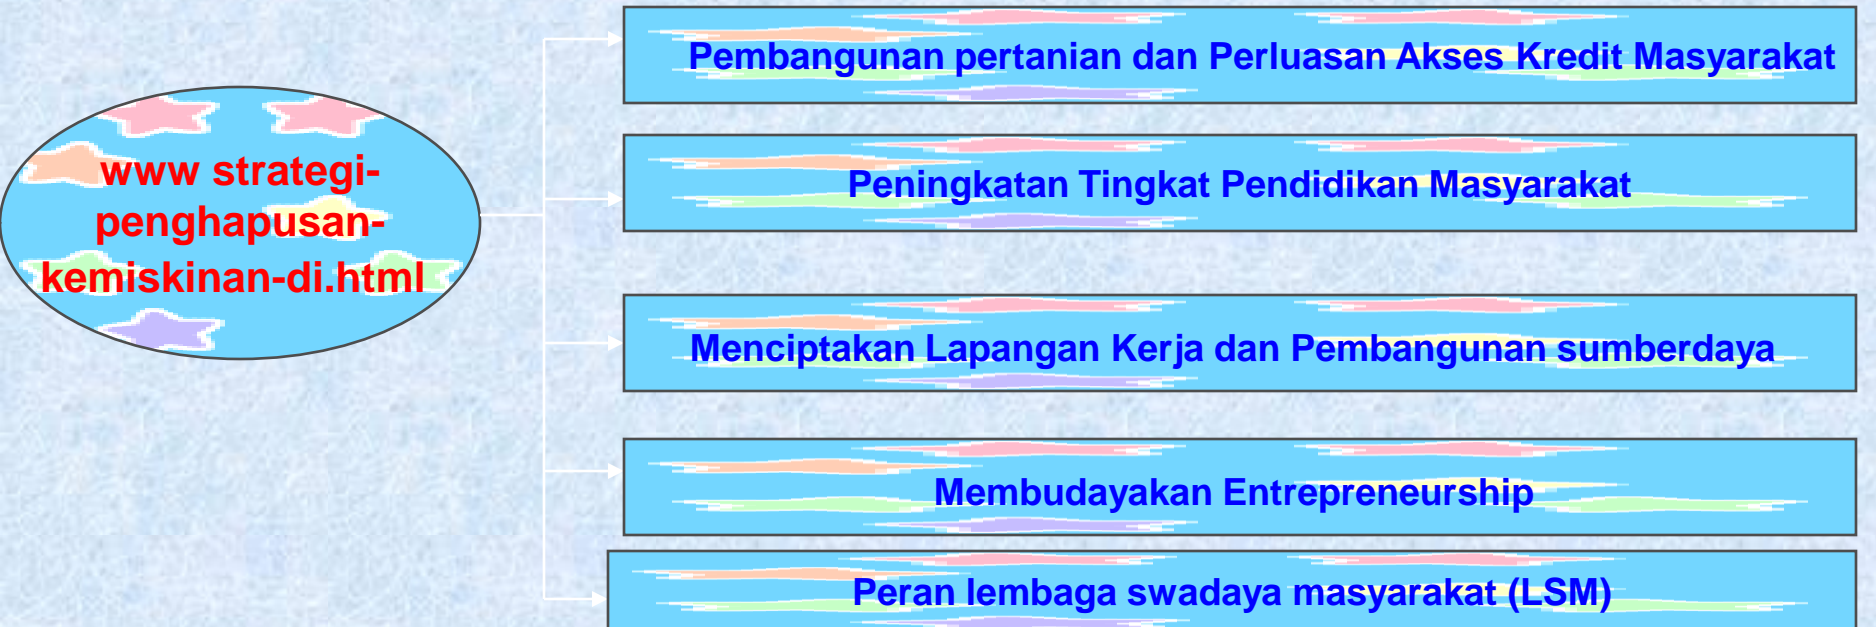 www strategi-
penghapusan-
kemiskinan-di.html
Pembangunan pertanian dan Perluasan Akses Kredit Masyarakat
Peningkatan Tingkat Pendidikan Masyarakat
Menciptakan Lapangan Kerja dan Pembangunan sumberdaya
Membudayakan Entrepreneurship
Peran lembaga swadaya masyarakat (LSM)